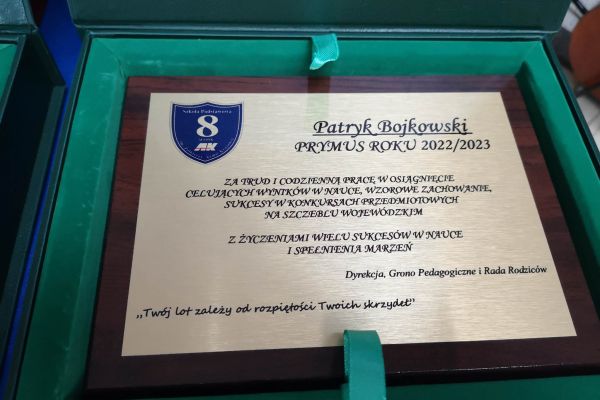 Szkoła Podstawowa
8
AK
Patryk Bojkowski
PRYMUS ROKU 2022/2023
ZA TRUD I CODZIENNĄ PRACĘ W OSIĄGNIĘCIE
CELUJĄCYCH WYNIKÓW W NAUCE, WZOROWE ZACHOWANIE,
SUKCESY W KONKURSACH PRZEDMIOTOWYCH
NA SZCZEBLU WOJEWÓDZKIM
Z ŻYCZENIAMI WIELU SUKCESÓW W NAUCE
I SPEŁNIENIA MARZEŃ
Dyrekcja, Grono Pedagogiczne i Rada Rodziców
„Twój lot zależy od rozpiętości Twoich skrzydeł"